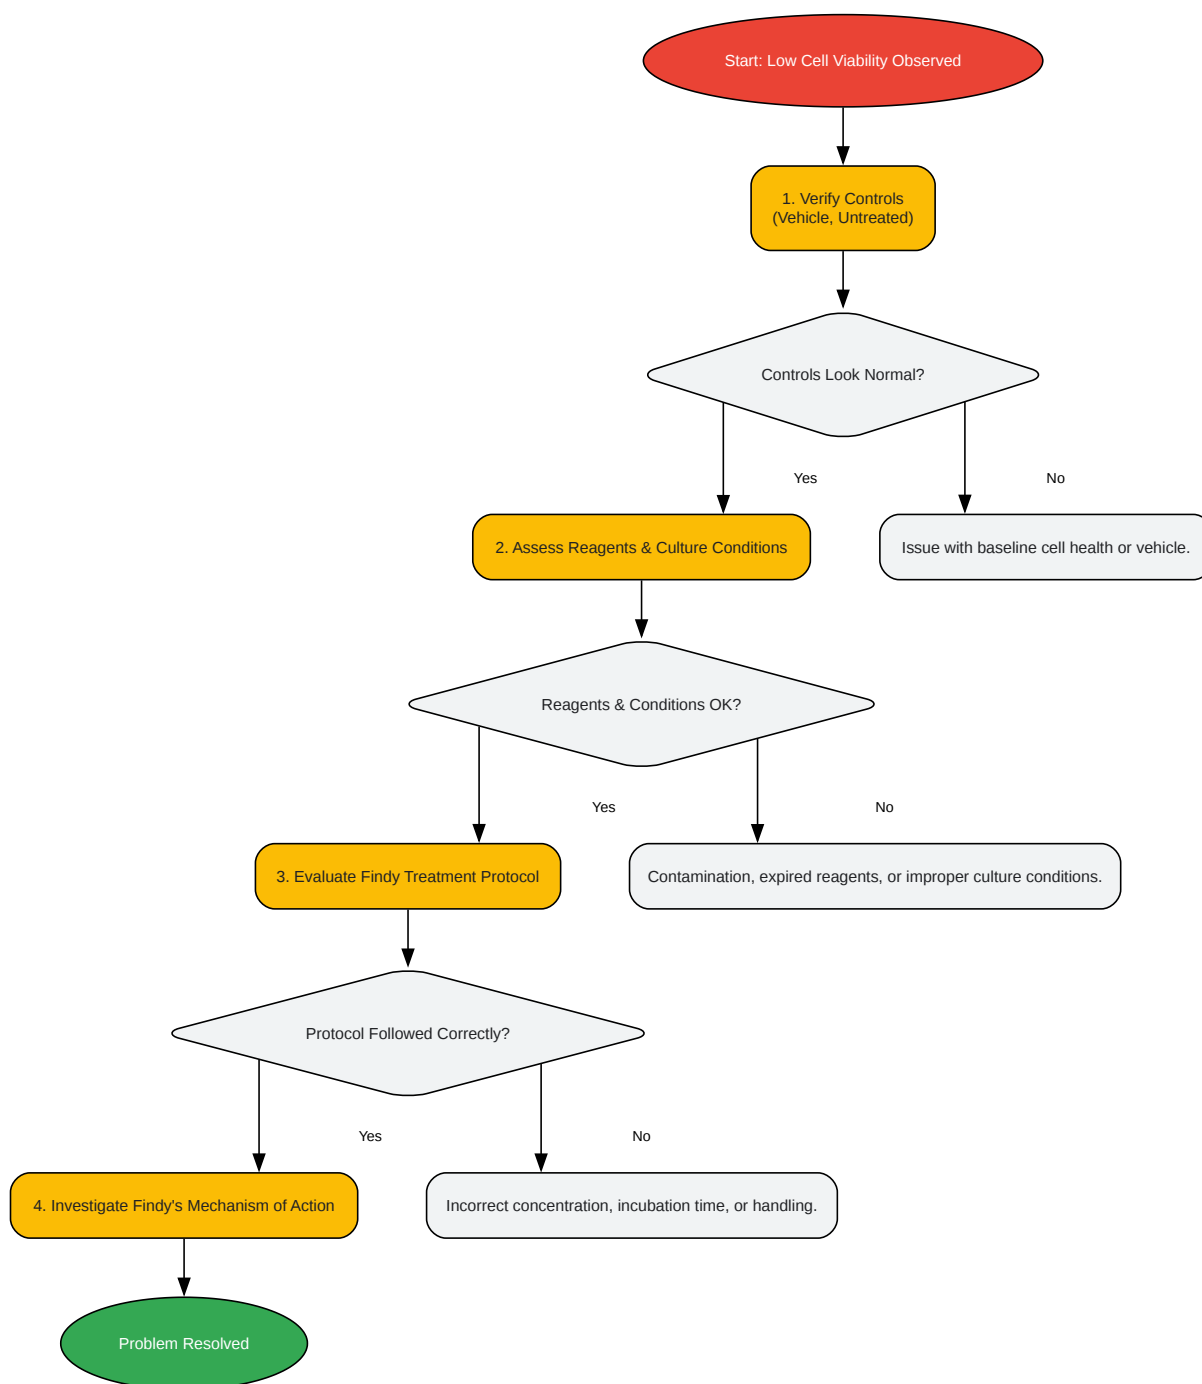 Start: Low Cell Viability Observed
1. Verify Controls
(Vehicle, Untreated)
Controls Look Normal?
Yes
No
2. Assess Reagents & Culture Conditions
Issue with baseline cell health or vehicle.
Reagents & Conditions OK?
Yes
No
3. Evaluate Findy Treatment Protocol
Contamination, expired reagents, or improper culture conditions.
Protocol Followed Correctly?
Yes
No
4. Investigate Findy's Mechanism of Action
Incorrect concentration, incubation time, or handling.
Problem Resolved